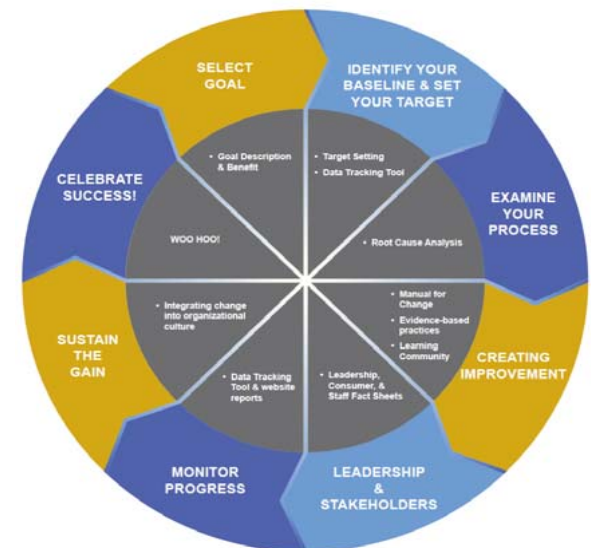 SELECT
GOAL
IDENTIFY YOUR
BASELINE & SET
YOUR TARGET
EXAMINE
YOUR
PROCESS
CREATING
IMPROVEMENT
LEADERSHIP
&
STAKEHOLDERS
MONITOR
PROGRESS
SUSTAIN
THE
GAIN
CELEBRATE
SUCCESS!
• Goal Description
& Benefit
• Target Setting
• Data Tracking Tool
• Root Cause Analysis
• Manual for
Change
• Evidence-based
practices
• Learning
Community
• Leadership,
Consumer, &
Staff Fact Sheets
• Data Tracking
Tool & website
reports
• Integrating change
into organizational
culture
WOO HOO!